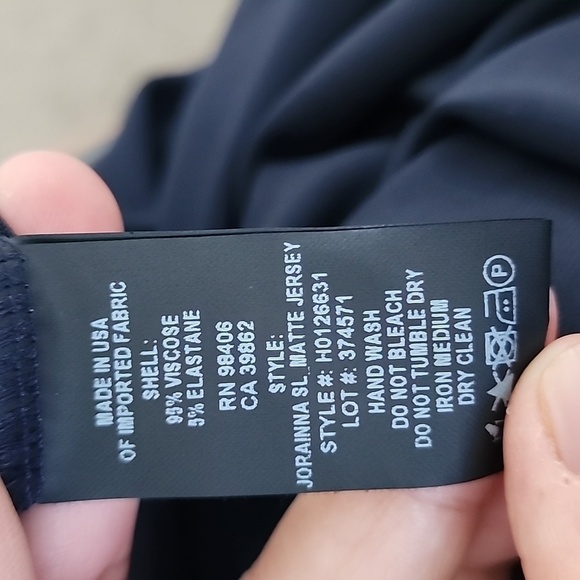 MADE IN USA
OF IMPORTED FABRIC
SHELL:
95% VISCOSE
5% ELASTANE
RN 98406
CA 39862
STYLE:
JORAINNA SL_MATTE JERSEY
STYLE #: H0126631
LOT #: 374571
HAND WASH
DO NOT BLEACH
DO NOT TUMBLE DRY
IRON MEDIUM
DRY CLEAN
P